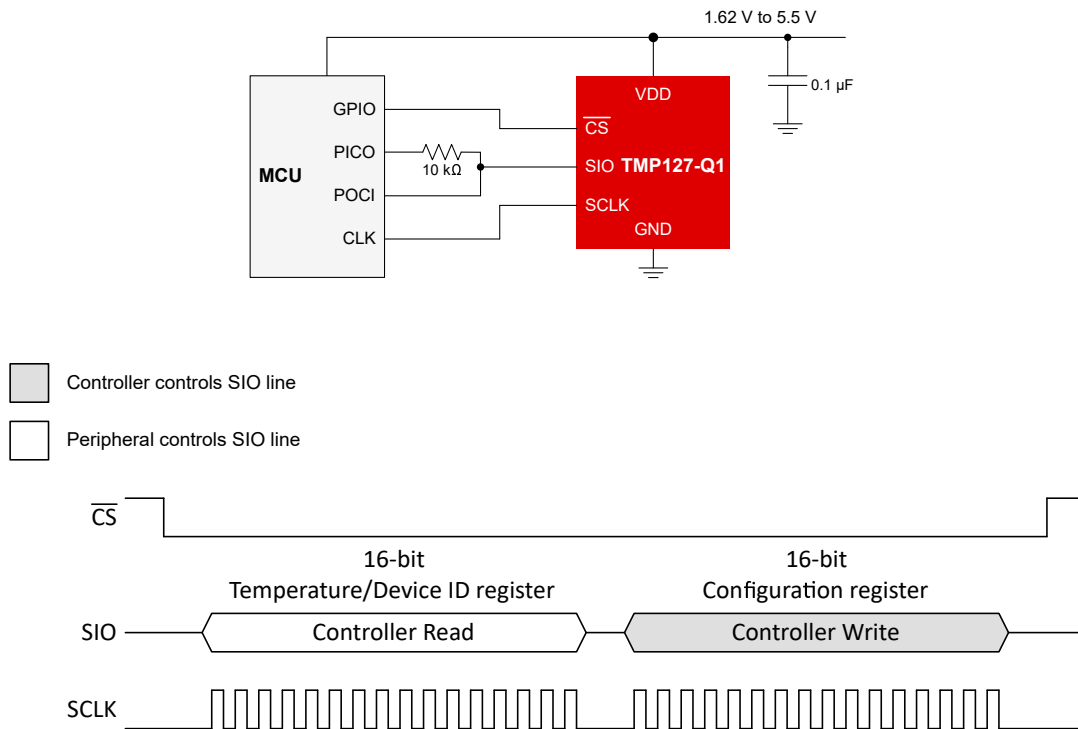 1.62 V to 5.5 V
VDD
0.1 µF
GPIO
CS
PICO
10 kΩ
SIO TMP127-Q1
MCU
POCI
SCLK
GND
CLK
Controller controls SIO line
Peripheral controls SIO line
CS
16-bit
Temperature/Device ID register
16-bit
Configuration register
SIO
Controller Read
Controller Write
SCLK